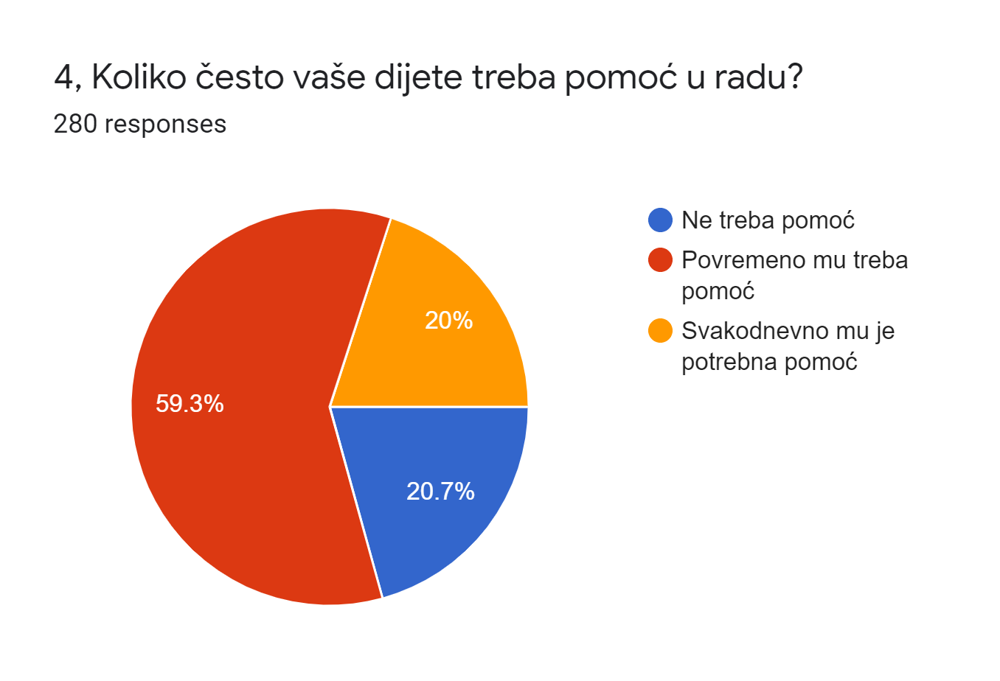 4, Koliko često vaše dijete treba pomoć u radu?
280 responses
Ne treba pomoć
Povremeno mu treba
pomoć
Svakodnevno mu je
potrebna pomoć
20%
59.3%
20.7%